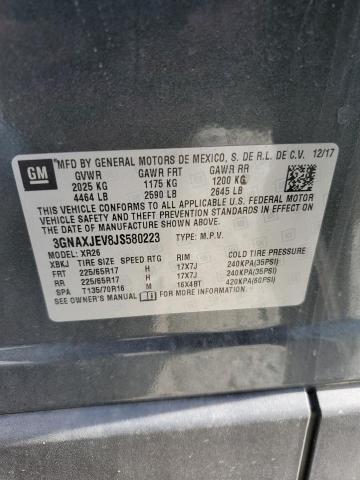 GM
MFD BY GENERAL MOTORS DE MEXICO, S. DE R.L. DE C.V. 12/17
GVWR GAWR FRT GAWR RR
2025 KG 1175 KG 1200 KG
4464 LB 2590 LB 2645 LB
THIS VEHICLE CONFORMS TO ALL APPLICABLE U.S. FEDERAL MOTOR
VEHICLE SAFETY AND THEFT PREVENTION STANDARDS IN EFFECT ON
THE DATE OF MANUFACTURE SHOWN ABOVE.
3GNAXJEV8JS580223 TYPE: M.P.V.
MODEL: XR26
XBKJ TIRE SIZE SPEED RTG RIM COLD TIRE PRESSURE
FRT 225/65R17 H 17X7J 240KPA(35PSI)
RR 225/65R17 H 17X7J 240KPA(35PSI)
SPA T135/70R16 M 16X4BT 420KPA(60PSI)
SEE OWNER'S MANUAL FOR MORE INFORMATION.